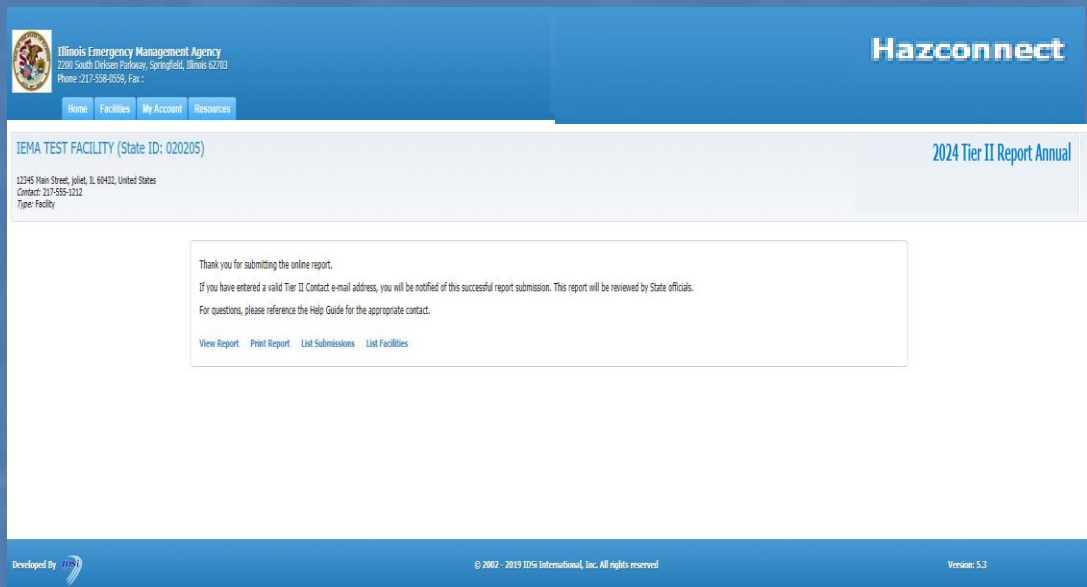 Illinois Emergency Management Agency
2200 South Dirksen Parkway, Springfield, Illinois 62703
Phone :217-558-0559, Fax :
Hazconnect
Home Facilities My Account Resources
IEMA TEST FACILITY (State ID: 020205)
2024 Tier II Report Annual
12345 Main Street, joliet, IL 60432, United States
Contact: 217-555-1212
Type: Facility
Thank you for submitting the online report.
If you have entered a valid Tier II Contact e-mail address, you will be notified of this successful report submission. This report will be reviewed by State officials.
For questions, please reference the Help Guide for the appropriate contact.
View Report Print Report List Submissions List Facilities
Developed By IDSi
© 2002 - 2019 IDSi International, Inc. All rights reserved
Version: 5.3